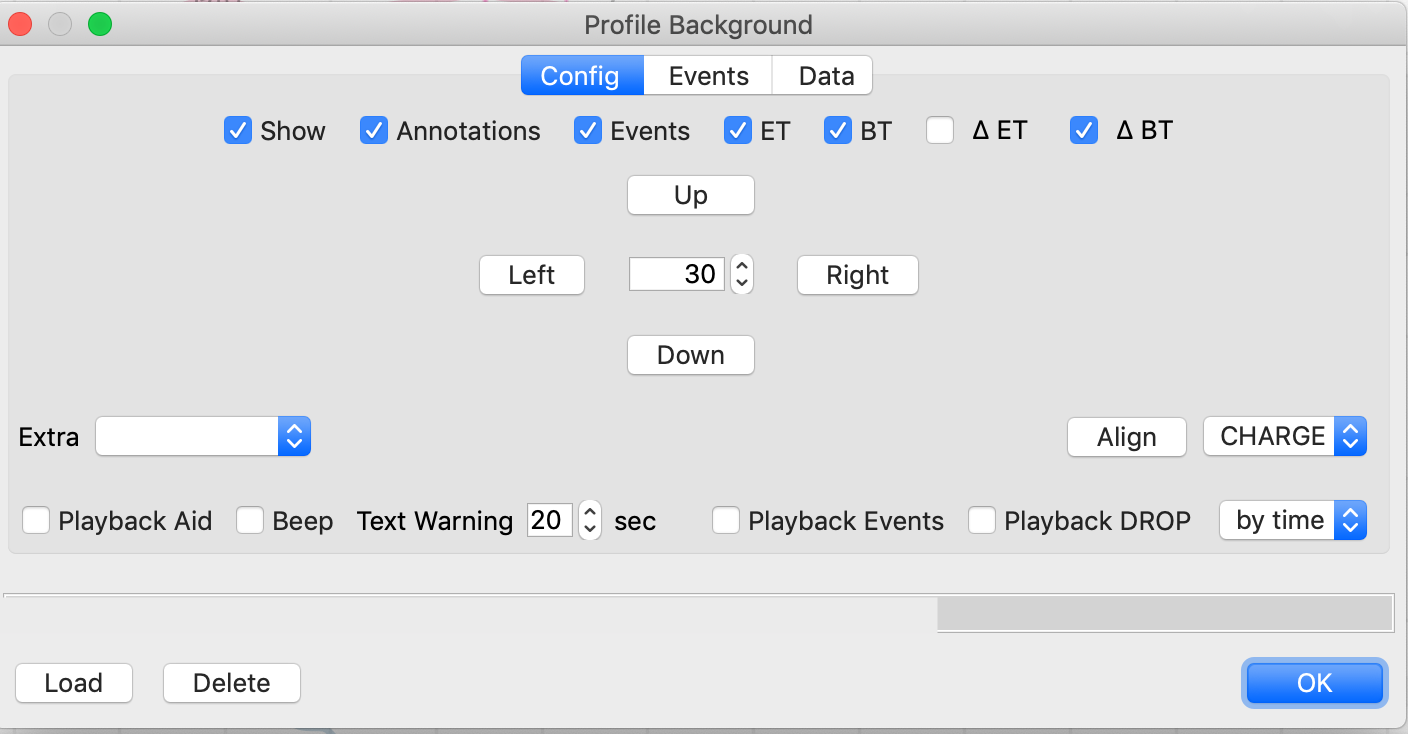 Profile Background
Config Events Data
Show Annotations Events ET BT Δ ET Δ BT
Up
Left 30 Right
Down
Extra Align CHARGE
Playback Aid Beep Text Warning 20 sec Playback Events Playback DROP by time
Load Delete OK